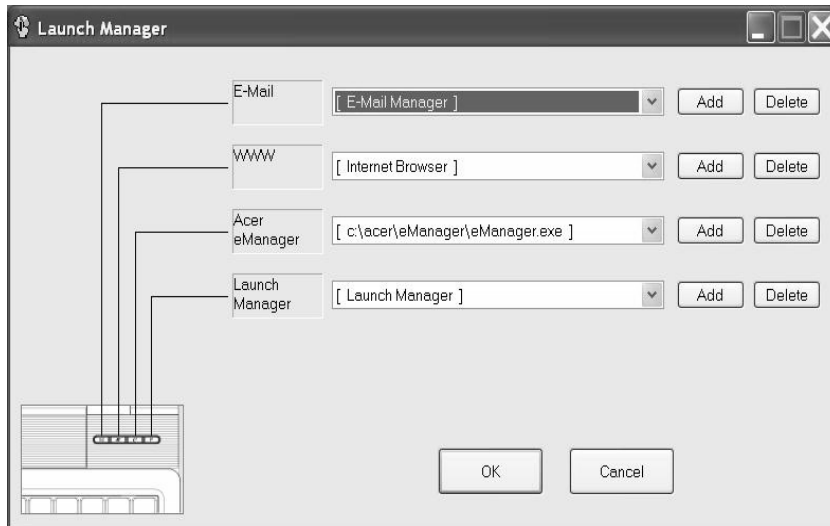 Launch Manager
E-Mail
[ E-Mail Manager ]
Add
Delete
WWW
[ Internet Browser ]
Add
Delete
Acer
eManager
[ c:\acer\eManager\eManager.exe ]
Add
Delete
Launch
Manager
[ Launch Manager ]
Add
Delete
OK
Cancel